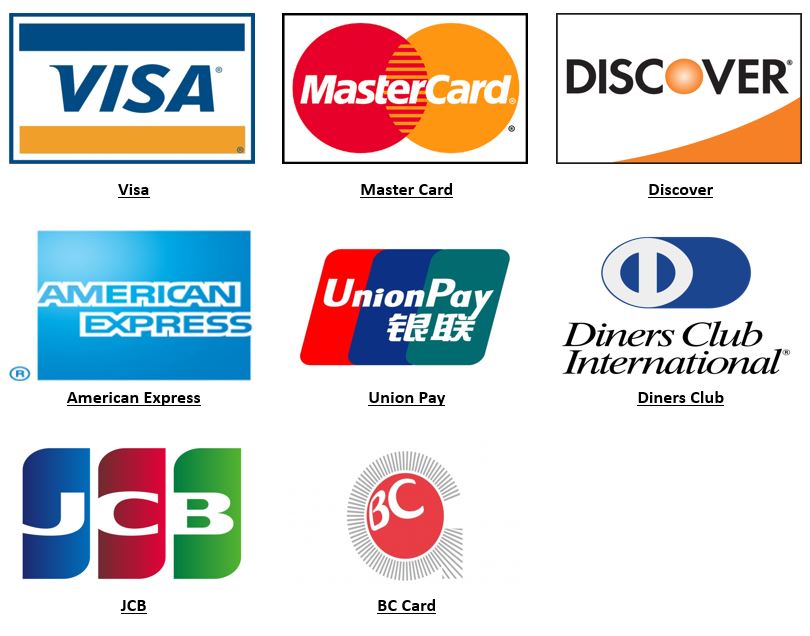 VISA®
®
MasterCard®
®
DISCOVER®
Visa
Master Card
Discover
AMERICAN
EXPRESS
®
UnionPay
银联
Diners Club
International®
American Express
Union Pay
Diners Club
JCB
BC
JCB
BC Card